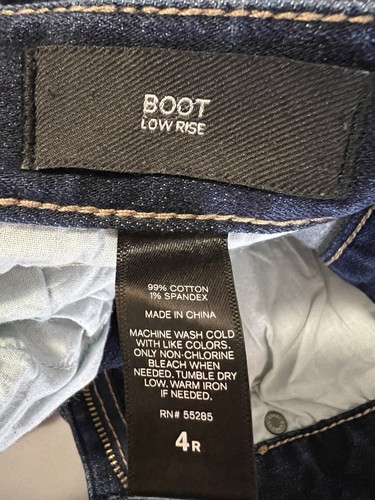 BOOT
LOW RISE
99% COTTON
1% SPANDEX
MADE IN CHINA
MACHINE WASH COLD
WITH LIKE COLORS.
ONLY NON-CHLORINE
BLEACH WHEN
NEEDED. TUMBLE DRY
LOW. WARM IRON
IF NEEDED.
RN# 55285
4R